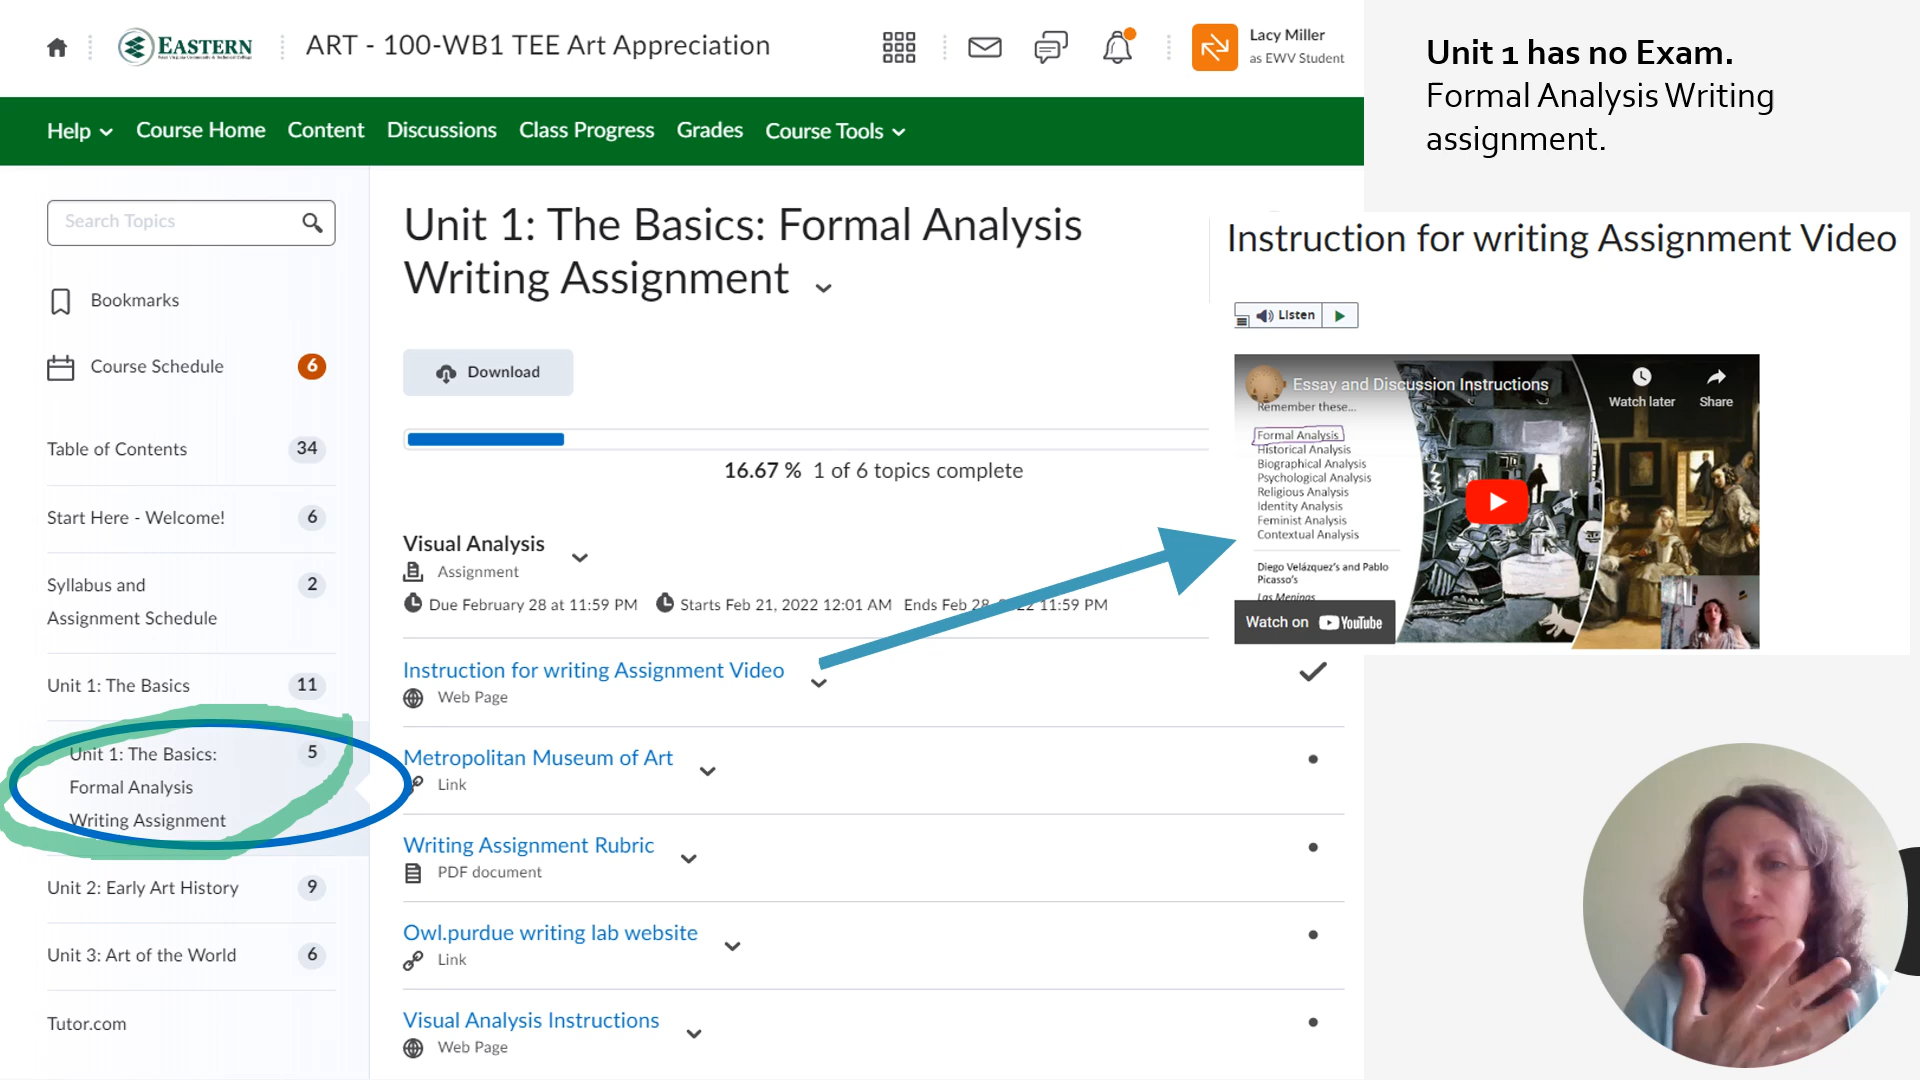 EASTERN
ART - 100-WB1 TEE Art Appreciation
Lacy Miller
as EWV Student
Help
Course Home
Content
Discussions
Class Progress
Grades
Course Tools
Search Topics
Bookmarks
Course Schedule
6
Table of Contents
34
Start Here - Welcome!
6
Syllabus and
Assignment Schedule
2
Unit 1: The Basics
11
Unit 1: The Basics:
Formal Analysis
Writing Assignment
5
Unit 2: Early Art History
9
Unit 3: Art of the World
6
Tutor.com
Unit 1: The Basics: Formal Analysis
Writing Assignment
Download
16.67 % 1 of 6 topics complete
Visual Analysis
Assignment
Due February 28 at 11:59 PM Starts Feb 21, 2022 12:01 AM Ends Feb 28, 2022 11:59 PM
Instruction for writing Assignment Video
Web Page
Metropolitan Museum of Art
Link
Writing Assignment Rubric
PDF document
Owl.purdue writing lab website
Link
Visual Analysis Instructions
Web Page
Unit 1 has no Exam.
Formal Analysis Writing
assignment.
Instruction for writing Assignment Video
Listen
Essay and Discussion Instructions
Watch later
Share
Remember these...
Formal Analysis
Historical Analysis
Biographical Analysis
Psychological Analysis
Religious Analysis
Identity Analysis
Feminist Analysis
Contextual Analysis
Diego Velázquez's and Pablo
Picasso's
Las Meninas
Watch on YouTube